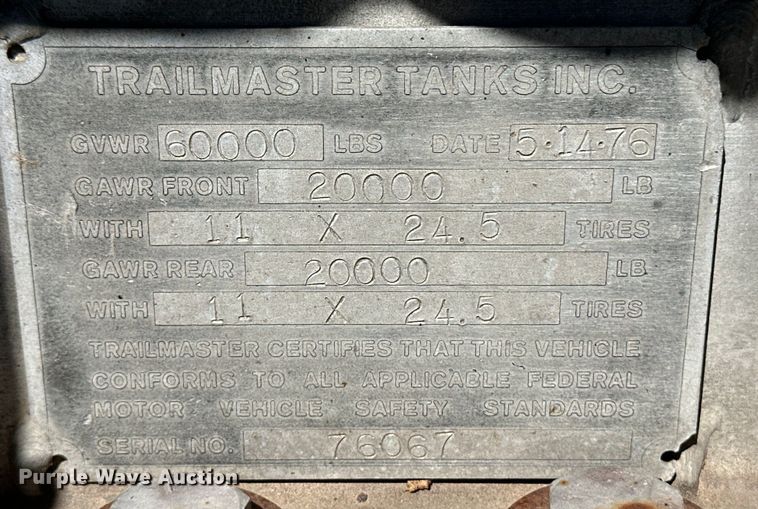 TRAILMASTER TANKS INC.
GVWR 60000 LBS DATE 5·14·76
GAWR FRONT 20000 LB
WITH 11 X 24.5 TIRES
GAWR REAR 20000 LB
WITH 11 X 24.5 TIRES
TRAILMASTER CERTIFIES THAT THIS VEHICLE
CONFORMS TO ALL APPLICABLE FEDERAL
MOTOR VEHICLE SAFETY STANDARDS
SERIAL NO. 76067
Purple Wave Auction